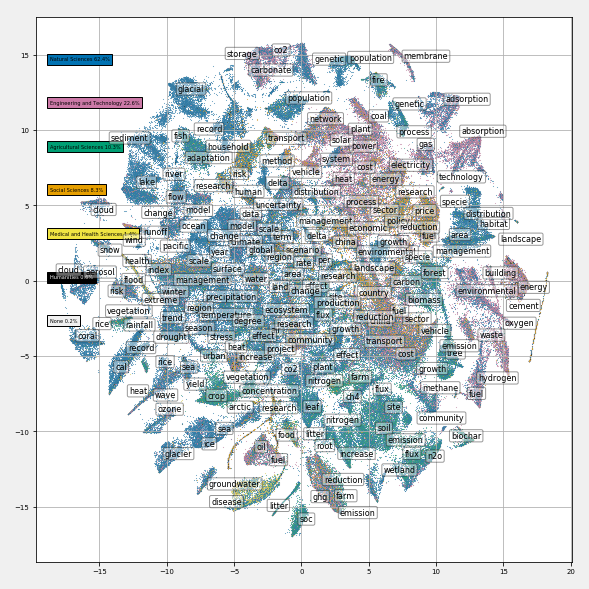 15
10
5
0
−5
−10
−15
−15
−10
−5
0
5
10
15
20
Natural Sciences 62.4%
Engineering and Technology 22.6%
Agricultural Sciences 10.3%
Social Sciences 8.3%
None 0.2%
storage
co2
carbonate
genetic
population
membrane
fire
glacial
population
genetic
adsorption
coal
network
plant
process
absorption
record
sediment
fish
household
transport
solar
power
gas
adaptation
method
system
cost
electricity
risk
vehicle
heat
energy
technology
river
lake
research
human
delta
distribution
research
flow
uncertainty
process
specie
cloud
change
model
data
management
sector
price
distribution
habitat
ocean
model
scale
economic
policy
reduction
area
runoff
wind
pacific
change
climate
term
delta
china
growth
fuel
landscape
snow
year
global
scenario
environment
management
health
scale
region
rate
per
specie
cloud
aerosol
index
surface
area
research
landscape
forest
building
risk
flood
management
water
land
change
effect
country
carbon
environmental
energy
extreme
winter
precipitation
production
biomass
cement
vegetation
region
ecosystem
flux
fuel
rice
rainfall
trend
temperature
degree
research
reduction
sector
oxygen
coral
season
growth
vehicle
waste
drought
stress
effect
community
transport
record
heat
project
emission
tree
urban
increase
effect
cost
cal
rice
sea
co2
plant
growth
hydrogen
vegetation
nitrogen
farm
heat
wave
yield
crop
concentration
ch4
flux
methane
fuel
ozone
arctic
research
leaf
site
community
sea
nitrogen
soil
ice
food
litter
emission
biochar
glacier
oil
fuel
root
increase
flux
n2o
wetland
groundwater
reduction
disease
ghg
farm
litter
soc
emission